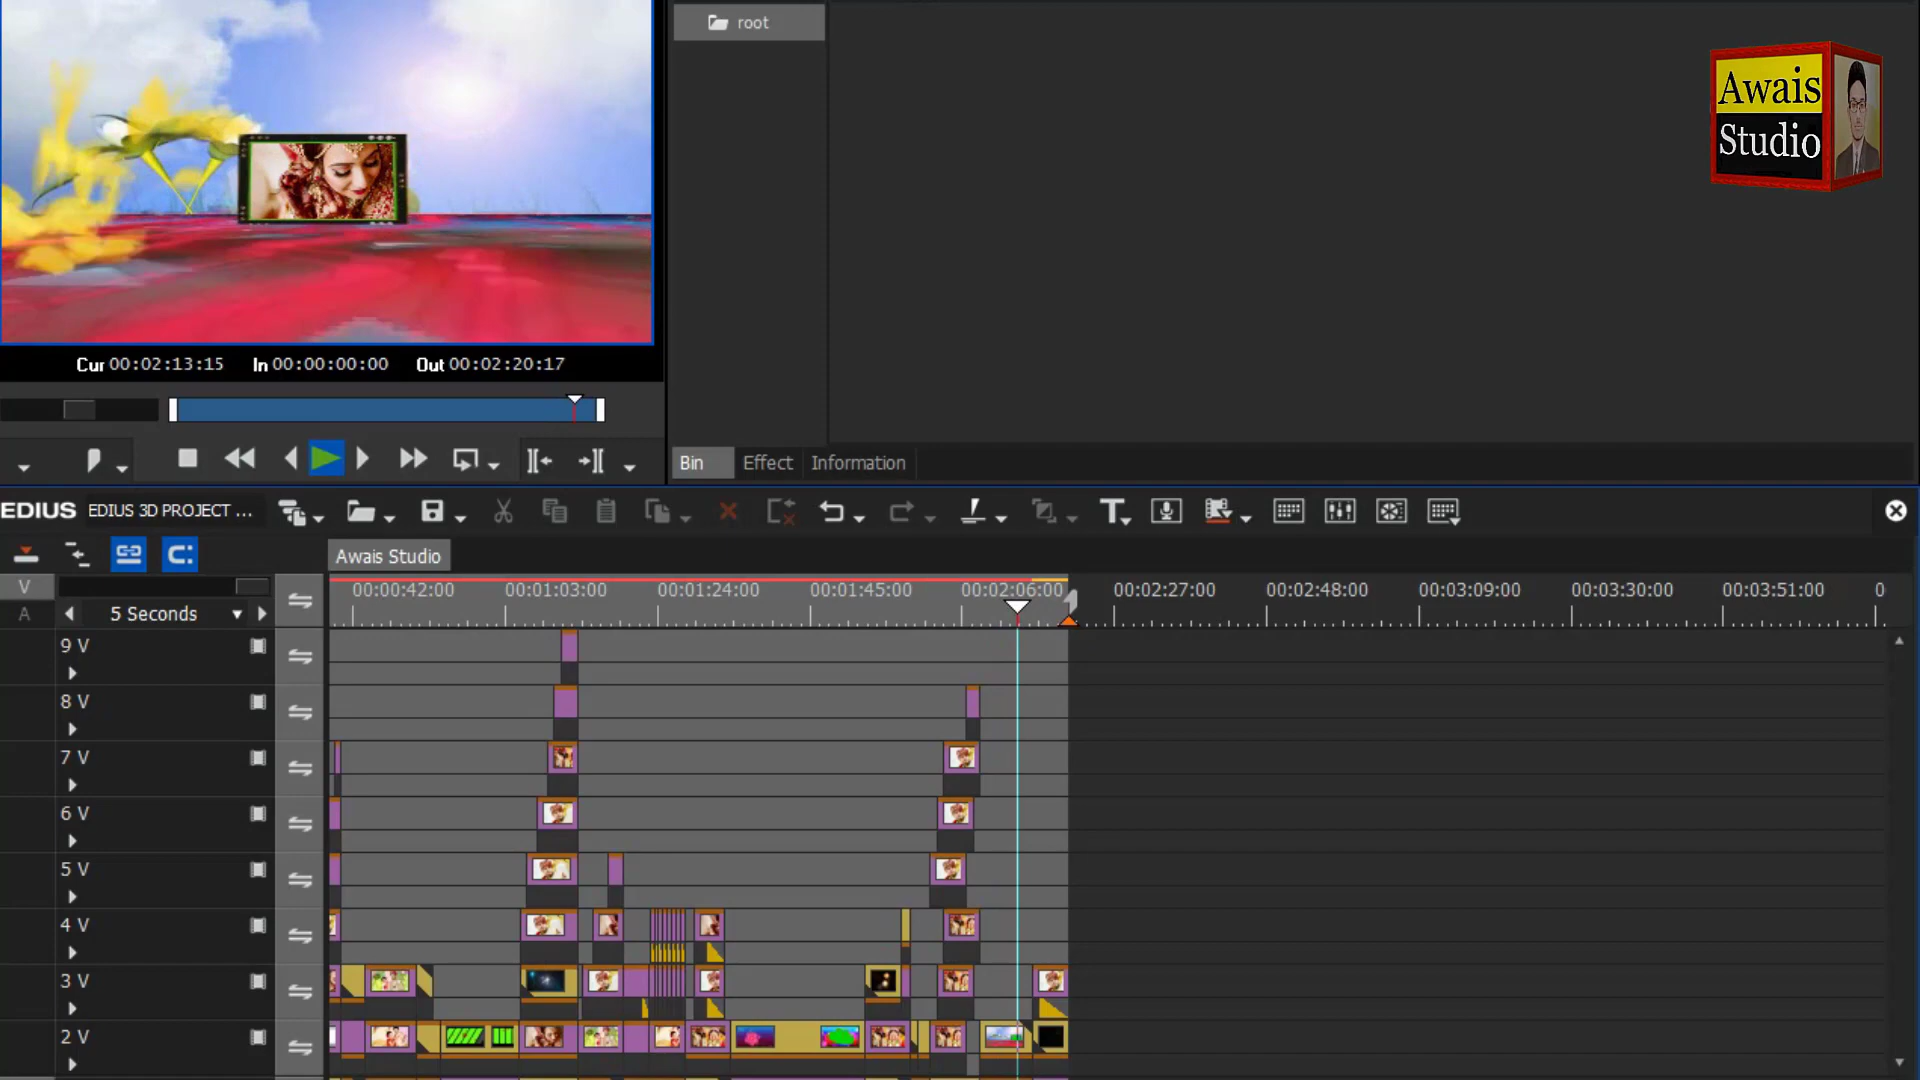 root
Awais
Studio
Cur 00:02:13:15 In 00:00:00:00 Out 00:02:20:17
Bin Effect Information
EDIUS EDIUS 3D PROJECT ...
Awais Studio
V
00:00:42:00 00:01:03:00 00:01:24:00 00:01:45:00 00:02:06:00 00:02:27:00 00:02:48:00 00:03:09:00 00:03:30:00 00:03:51:00 0
A 5 Seconds
9 V
8 V
7 V
6 V
5 V
4 V
3 V
2 V